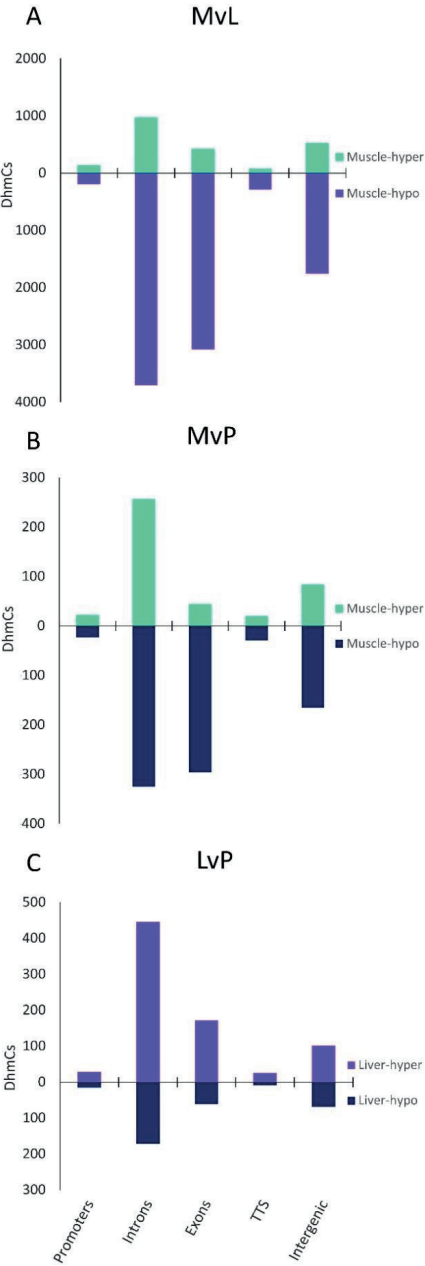 A
MvL
2000
1000
0
1000
2000
3000
4000
DhmCs
Muscle-hyper
Muscle-hypo
B
MvP
300
200
100
0
100
200
300
400
DhmCs
Muscle-hyper
Muscle-hypo
C
LvP
500
400
300
200
100
0
100
200
300
DhmCs
Liver-hyper
Liver-hypo
Promoters
Introns
Exons
TTS
Intergenic